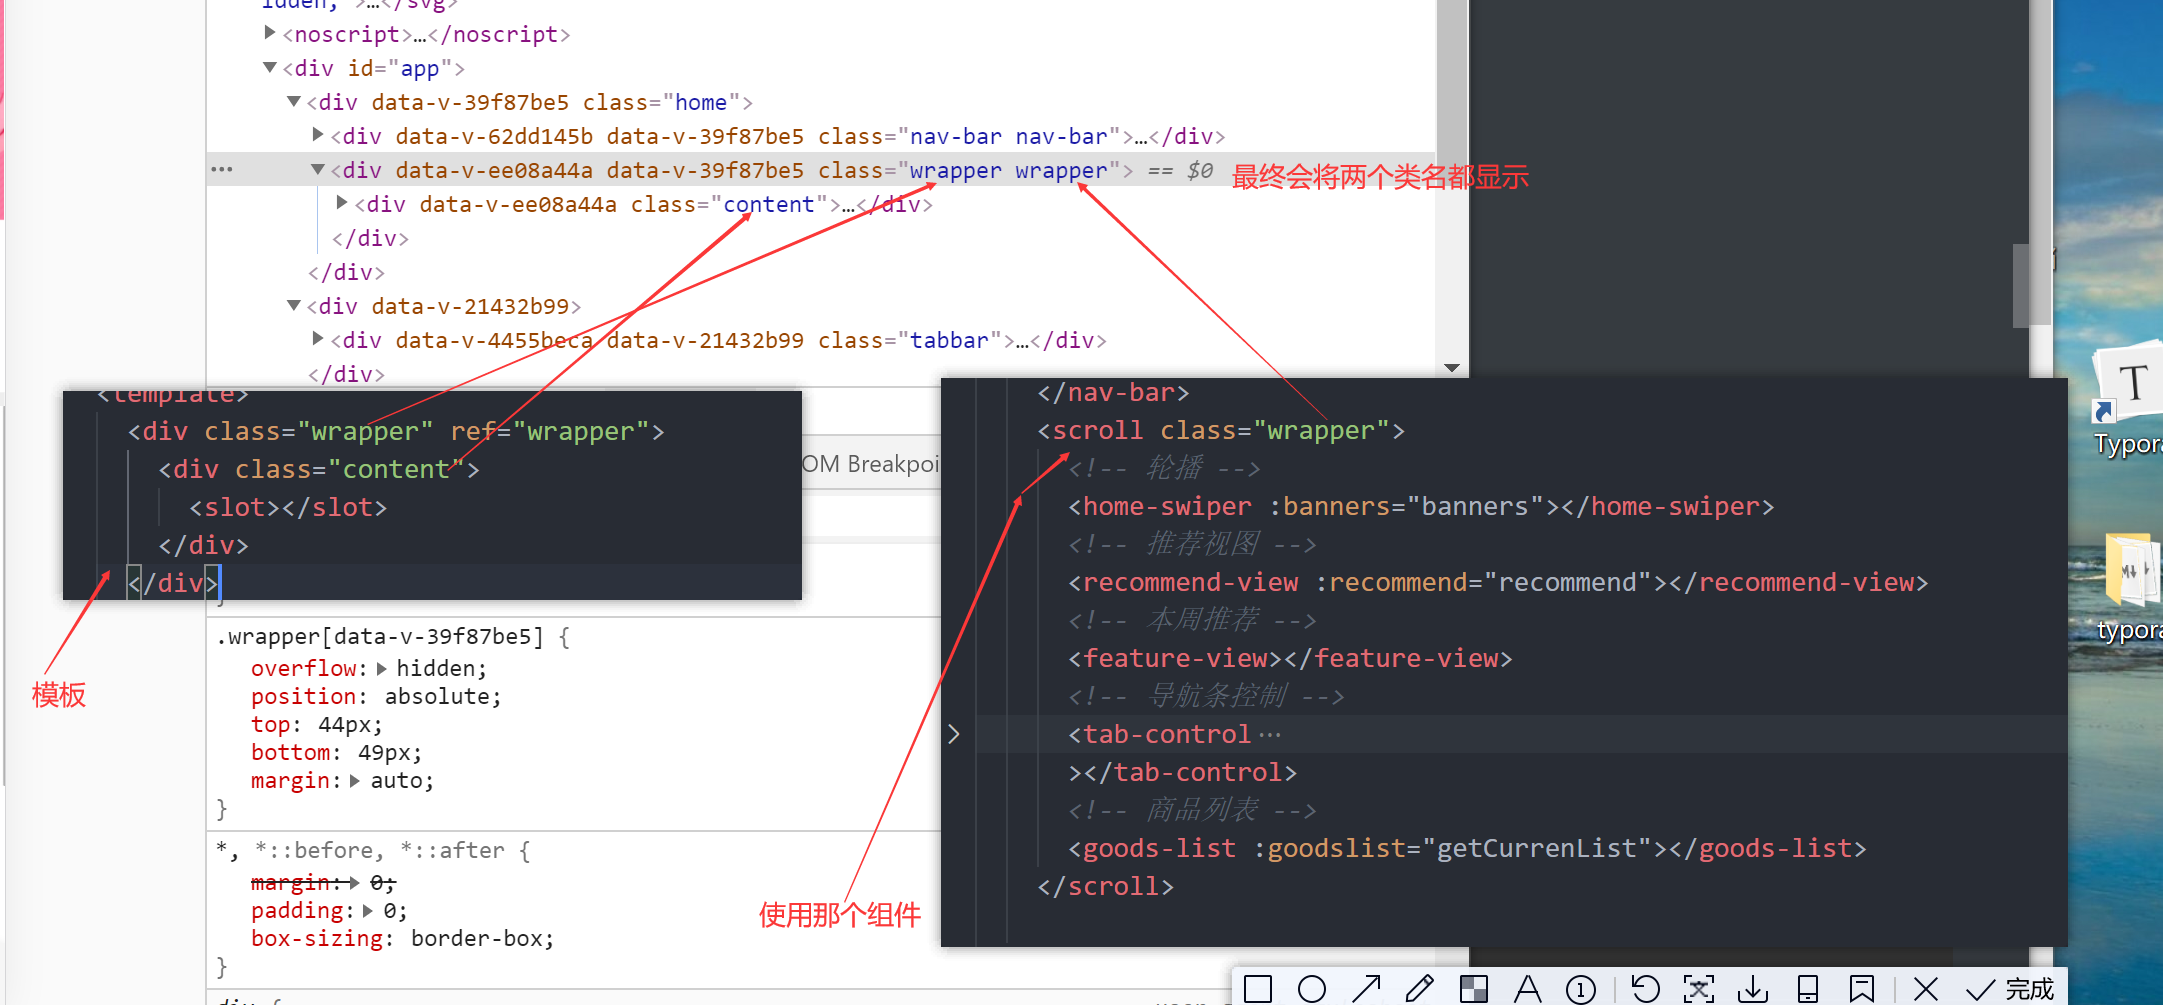 idden;">…</svg>
<noscript>…</noscript>
<div id="app">
<div data-v-39f87be5 class="home">
<div data-v-62dd145b data-v-39f87be5 class="nav-bar nav-bar">…</div>
<div data-v-ee08a44a data-v-39f87be5 class="wrapper wrapper"> == $0
最终会将两个类名都显示
<div data-v-ee08a44a class="content">…</div>
</div>
</div>
<div data-v-21432b99>
<div data-v-4455beca data-v-21432b99 class="tabbar">…</div>
</div>
<template>
<div class="wrapper" ref="wrapper">
<div class="content">
<slot></slot>
</div>
</div>
模板
OM Breakpoi
}
.wrapper[data-v-39f87be5] {
overflow: hidden;
position: absolute;
top: 44px;
bottom: 49px;
margin: auto;
}
*, *::before, *::after {
margin: 0;
padding: 0;
box-sizing: border-box;
}
</nav-bar>
<scroll class="wrapper">
<!-- 轮播 -->
<home-swiper :banners="banners"></home-swiper>
<!-- 推荐视图 -->
<recommend-view :recommend="recommend"></recommend-view>
<!-- 本周推荐 -->
<feature-view></feature-view>
<!-- 导航条控制 -->
<tab-control…
></tab-control>
<!-- 商品列表 -->
<goods-list :goodslist="getCurrenList"></goods-list>
</scroll>
使用那个组件
T
Typora
M↓
typora
完成